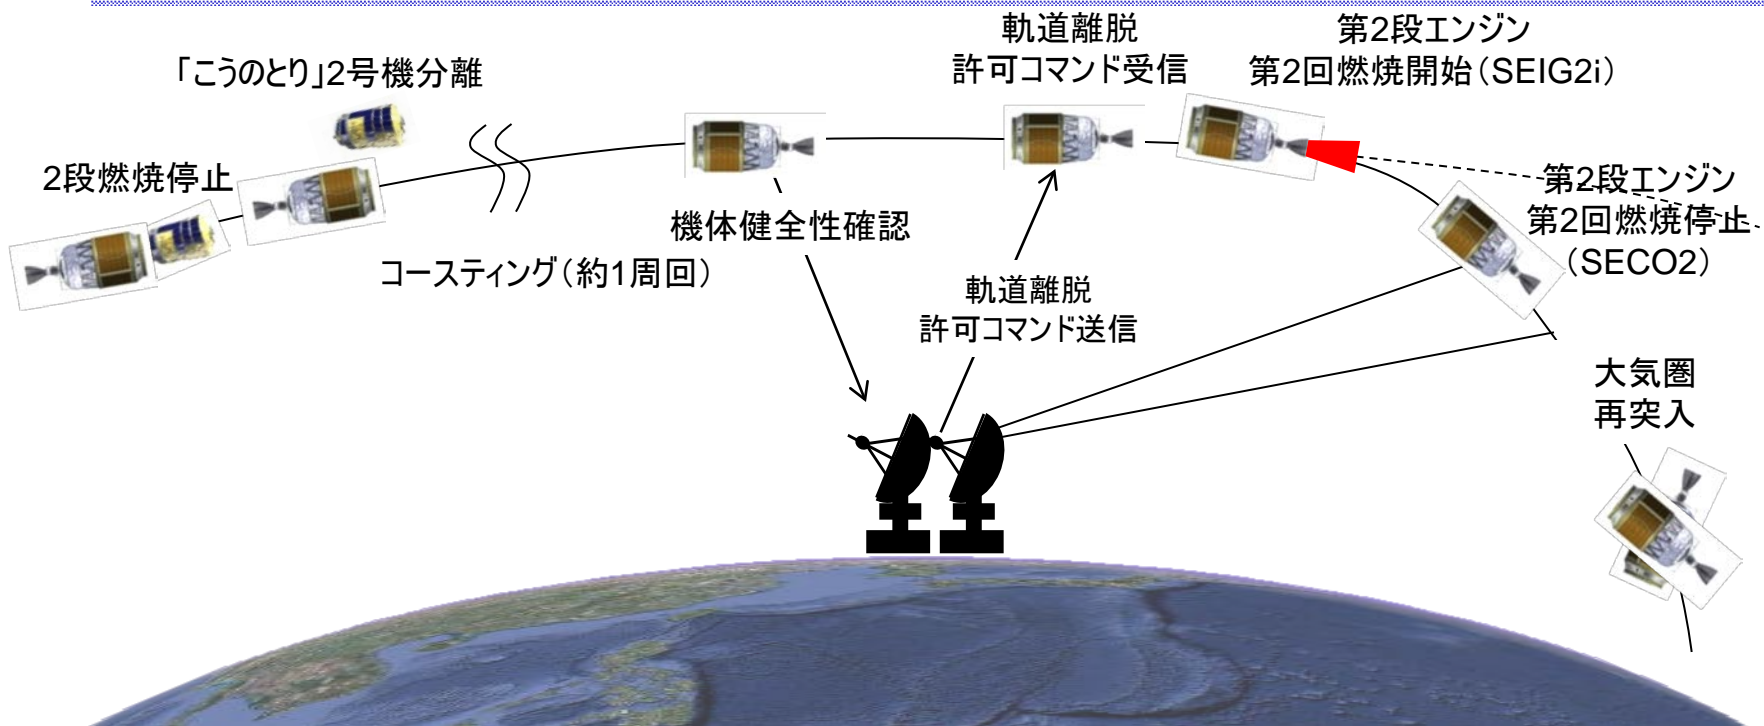 「こうのとり」2号機分離
2段燃焼停止
コースティング（約1周回）
機体健全性確認
軌道離脱
許可コマンド送信
軌道離脱
許可コマンド受信
第2段エンジン
第2回燃焼開始（SEIG2i）
第2段エンジン
第2回燃焼停止
（SECO2）
大気圏
再突入